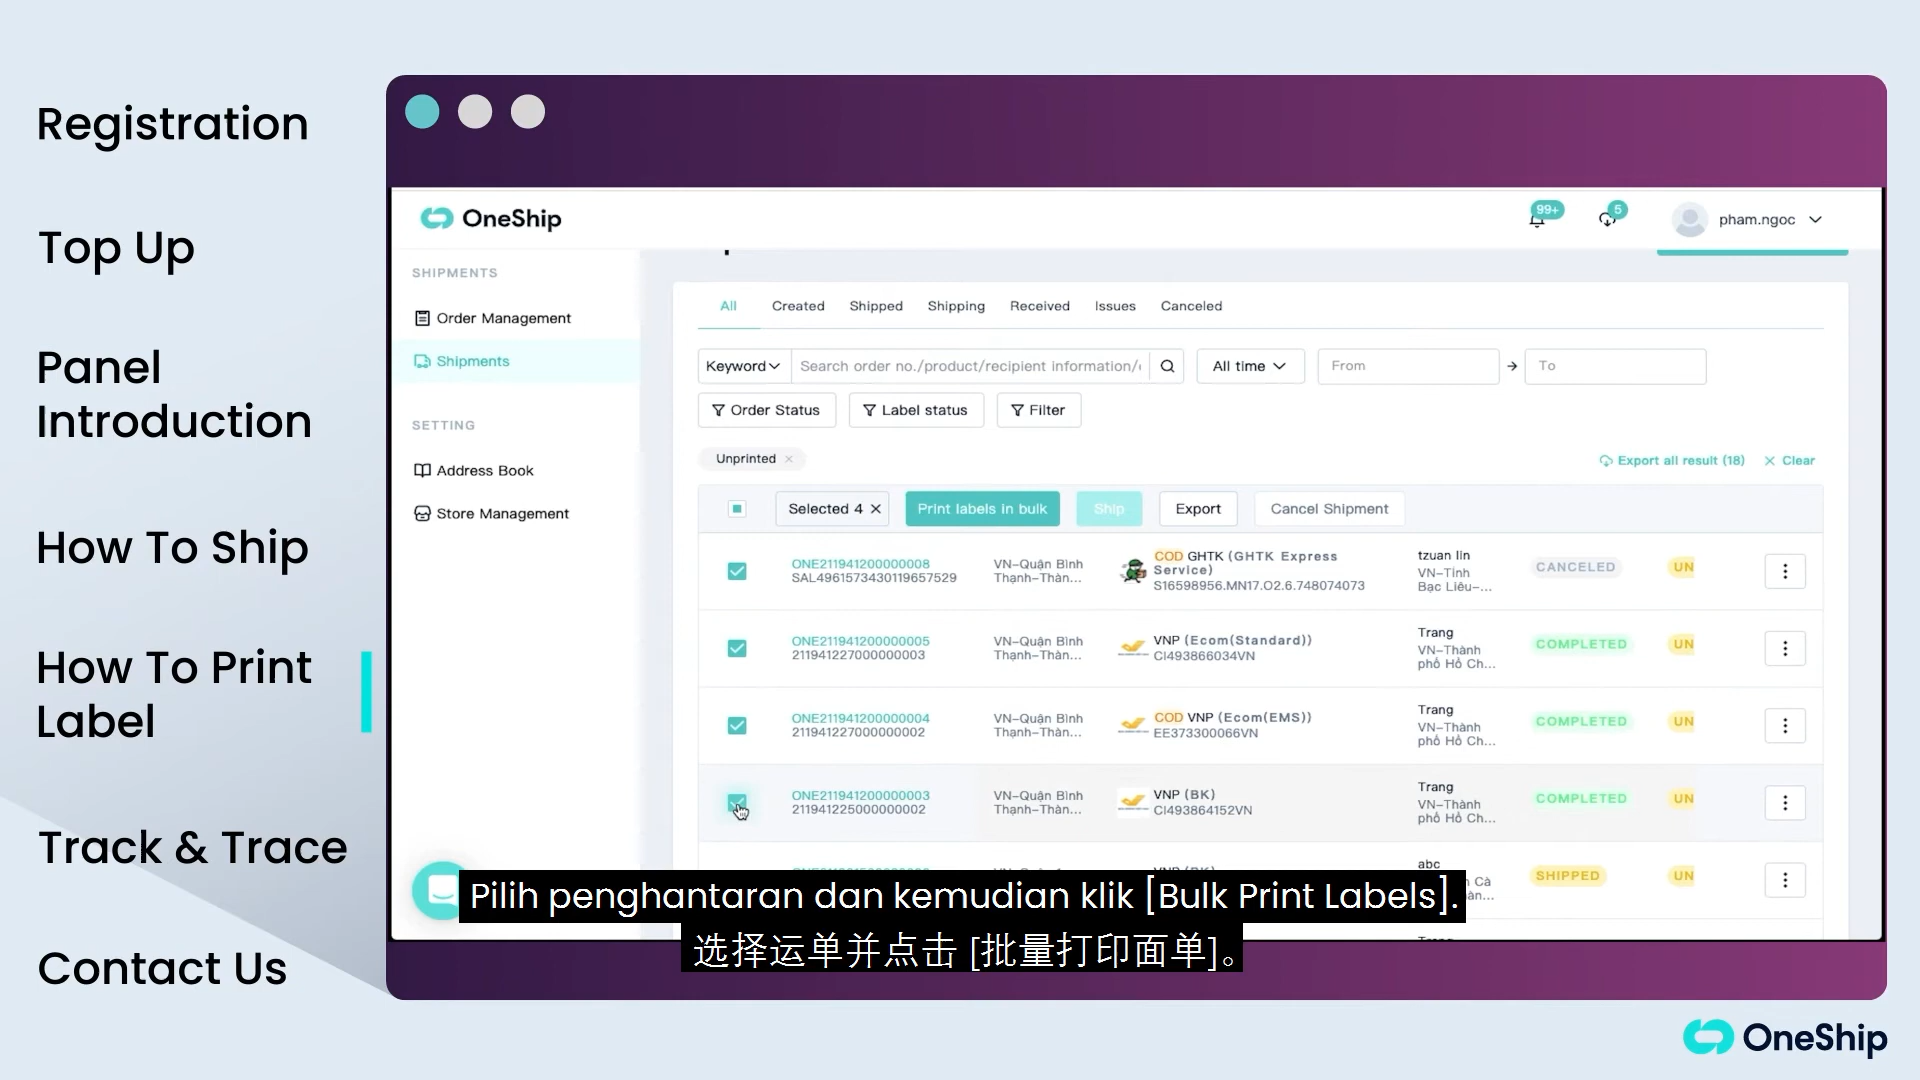 Registration
Top Up
Panel
Introduction
How To Ship
How To Print
Label
Track & Trace
Contact Us
OneShip
99+
5
pham.ngoc
SHIPMENTS
Order Management
Shipments
SETTING
Address Book
Store Management
All
Created
Shipped
Shipping
Received
Issues
Canceled
Keyword
Search order no./product/recipient information/
All time
From
To
Order Status
Label status
Filter
Unprinted
Export all result (18)
Clear
Selected 4
Print labels in bulk
Ship
Export
Cancel Shipment
ONE211941200000008
SAL4961573430119657529
VN-Quận Bình
Thạnh-Thàn...
COD GHTK (GHTK Express
Service)
S16598956.MN17.O2.6.748074073
tzuan lin
VN-Tỉnh
Bạc Liêu-...
CANCELED
UN
ONE211941200000005
211941227000000003
VN-Quận Bình
Thạnh-Thàn...
VNP (Ecom(Standard))
CI493866034VN
Trang
VN-Thành
phố Hồ Ch...
COMPLETED
UN
ONE211941200000004
211941227000000002
VN-Quận Bình
Thạnh-Thàn...
COD VNP (Ecom(EMS))
EE373300066VN
Trang
VN-Thành
phố Hồ Ch...
COMPLETED
UN
ONE211941200000003
211941225000000002
VN-Quận Bình
Thạnh-Thàn...
VNP (BK)
CI493864152VN
Trang
VN-Thành
phố Hồ Ch...
COMPLETED
UN
abc
SHIPPED
UN
Pilih penghantaran dan kemudian klik [Bulk Print Labels].
选择运单并点击 [批量打印面单]。
OneShip